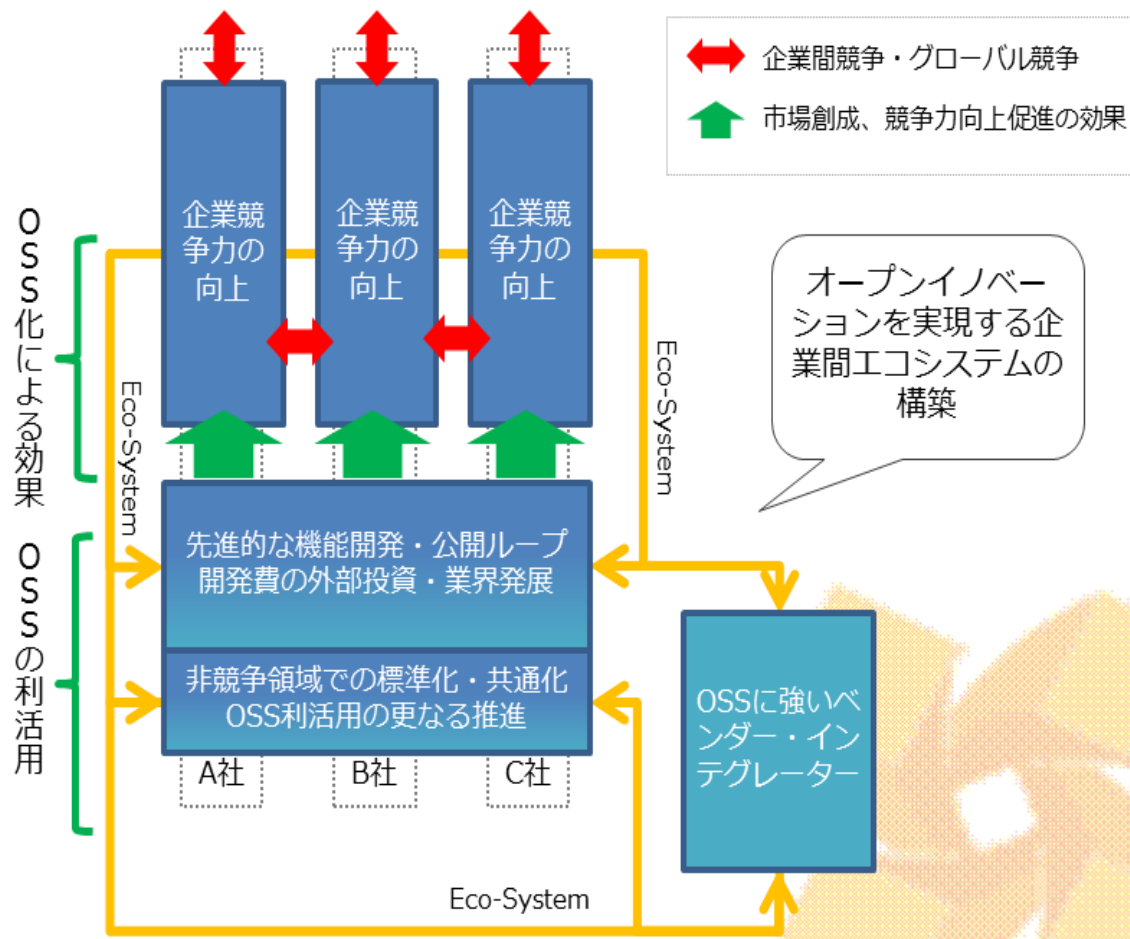 企業間競争・グローバル競争
市場創成、競争力向上促進の効果
OSS化による効果
企業競
争力の
向上
企業競
争力の
向上
企業競
争力の
向上
Eco-System
Eco-System
オープンイノベー
ションを実現する企
業間エコシステムの
構築
OSSの利活用
先進的な機能開発・公開ループ
開発費の外部投資・業界発展
非競争領域での標準化・共通化
OSS利活用の更なる推進
A社
B社
C社
OSSに強いベ
ンダー・イン
テグレーター
Eco-System